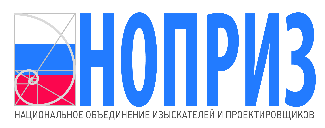 НОПРИЗ
НАЦИОНАЛЬНОЕ ОБЪЕДИНЕНИЕ ИЗЫСКАТЕЛЕЙ И ПРОЕКТИРОВЩИКОВ